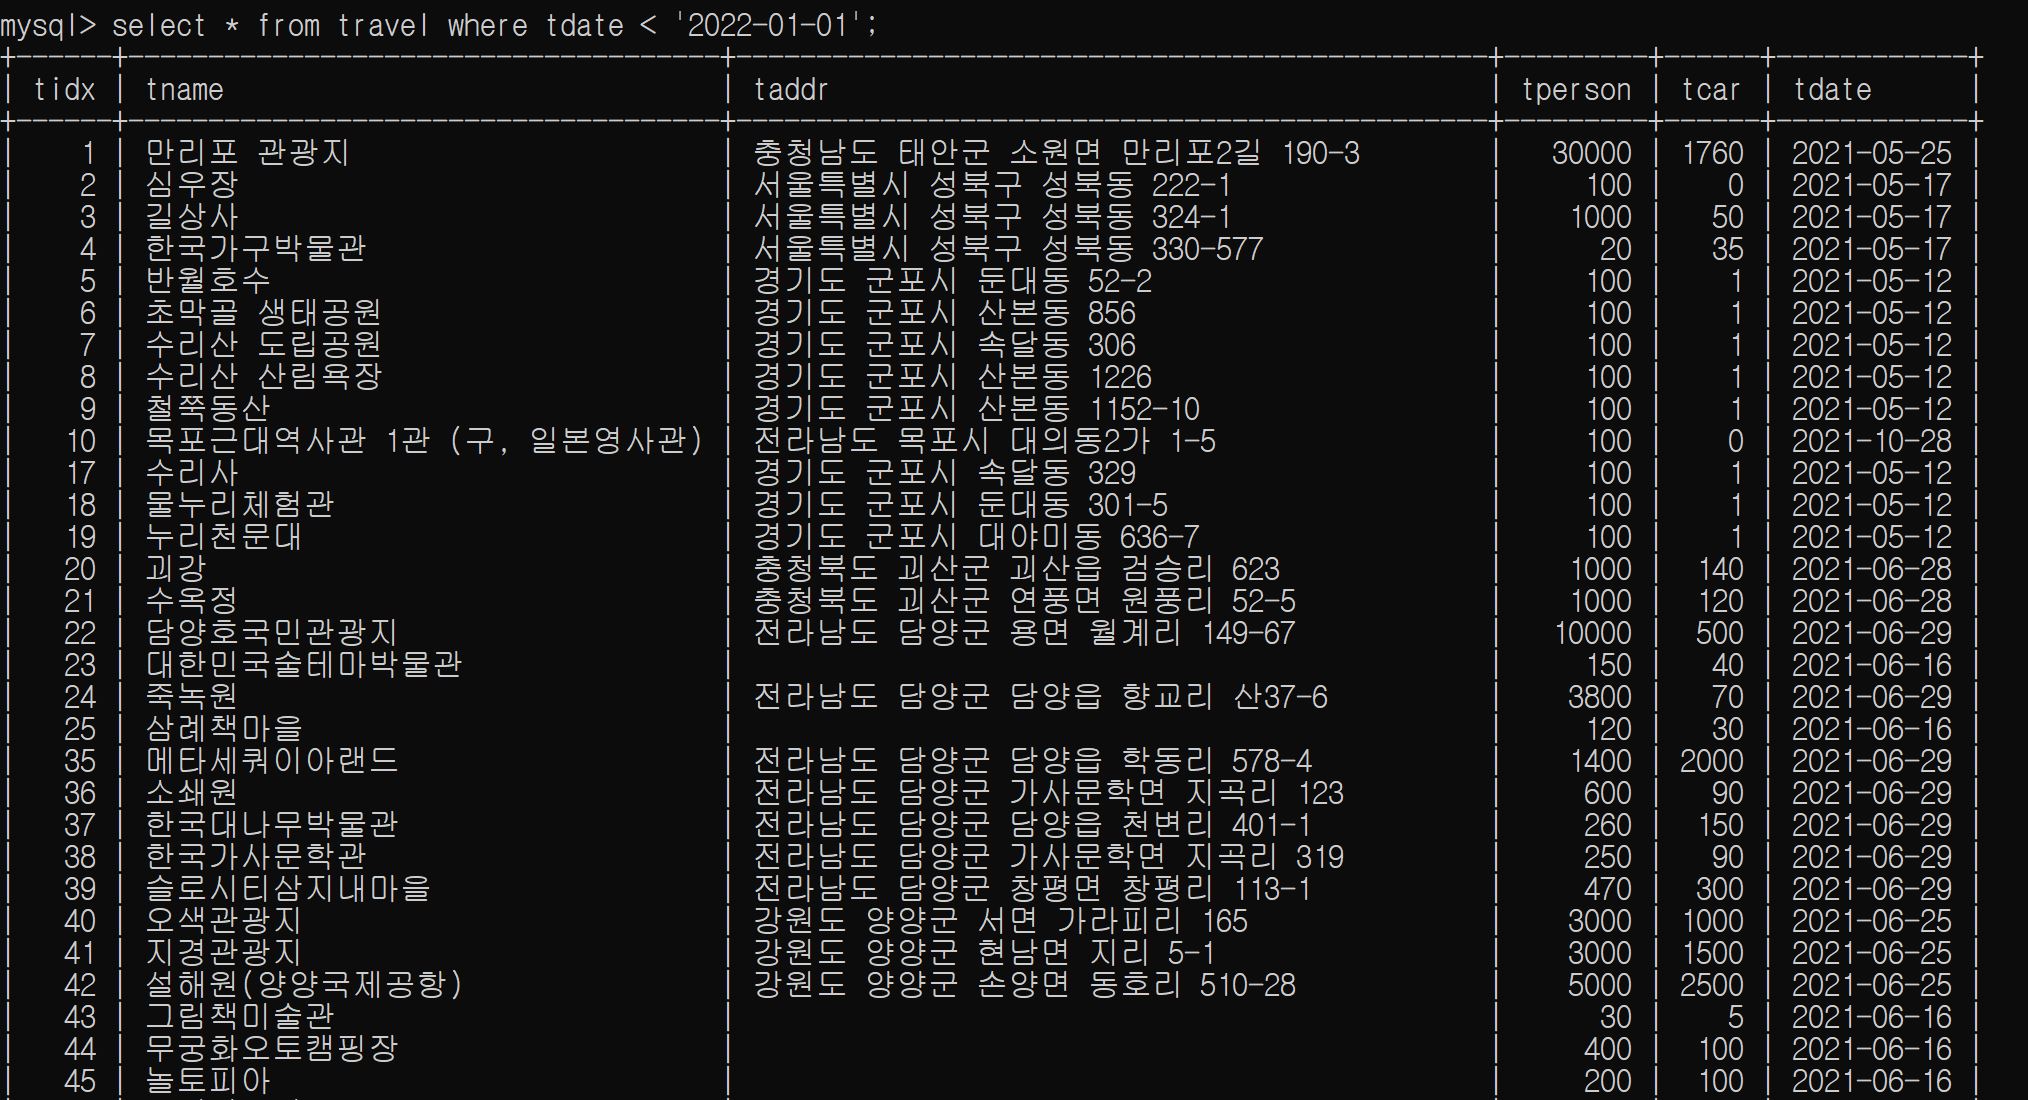 mysql> select * from travel where tdate < '2022-01-01';
| tidx | tname | taddr | tperson | tcar | tdate |
| 1 | 만리포 관광지 | 충청남도 태안군 소원면 만리포2길 190-3 | 30000 | 1760 | 2021-05-25 |
| 2 | 심우장 | 서울특별시 성북구 성북동 222-1 | 100 | 0 | 2021-05-17 |
| 3 | 길상사 | 서울특별시 성북구 성북동 324-1 | 1000 | 50 | 2021-05-17 |
| 4 | 한국가구박물관 | 서울특별시 성북구 성북동 330-577 | 20 | 35 | 2021-05-17 |
| 5 | 반월호수 | 경기도 군포시 둔대동 52-2 | 100 | 1 | 2021-05-12 |
| 6 | 초막골 생태공원 | 경기도 군포시 산본동 856 | 100 | 1 | 2021-05-12 |
| 7 | 수리산 도립공원 | 경기도 군포시 속달동 306 | 100 | 1 | 2021-05-12 |
| 8 | 수리산 산림욕장 | 경기도 군포시 산본동 1226 | 100 | 1 | 2021-05-12 |
| 9 | 철쭉동산 | 경기도 군포시 산본동 1152-10 | 100 | 1 | 2021-05-12 |
| 10 | 목포근대역사관 1관 (구, 일본영사관) | 전라남도 목포시 대의동2가 1-5 | 100 | 0 | 2021-10-28 |
| 17 | 수리사 | 경기도 군포시 속달동 329 | 100 | 1 | 2021-05-12 |
| 18 | 물누리체험관 | 경기도 군포시 둔대동 301-5 | 100 | 1 | 2021-05-12 |
| 19 | 누리천문대 | 경기도 군포시 대야미동 636-7 | 100 | 1 | 2021-05-12 |
| 20 | 괴강 | 충청북도 괴산군 괴산읍 검승리 623 | 1000 | 140 | 2021-06-28 |
| 21 | 수옥정 | 충청북도 괴산군 연풍면 원풍리 52-5 | 1000 | 120 | 2021-06-28 |
| 22 | 담양호국민관광지 | 전라남도 담양군 용면 월계리 149-67 | 10000 | 500 | 2021-06-29 |
| 23 | 대한민국술테마박물관 | | 150 | 40 | 2021-06-16 |
| 24 | 죽녹원 | 전라남도 담양군 담양읍 향교리 산37-6 | 3800 | 70 | 2021-06-29 |
| 25 | 삼례책마을 | | 120 | 30 | 2021-06-16 |
| 35 | 메타세쿼이아랜드 | 전라남도 담양군 담양읍 학동리 578-4 | 1400 | 2000 | 2021-06-29 |
| 36 | 소쇄원 | 전라남도 담양군 가사문학면 지곡리 123 | 600 | 90 | 2021-06-29 |
| 37 | 한국대나무박물관 | 전라남도 담양군 담양읍 천변리 401-1 | 260 | 150 | 2021-06-29 |
| 38 | 한국가사문학관 | 전라남도 담양군 가사문학면 지곡리 319 | 250 | 90 | 2021-06-29 |
| 39 | 슬로시티삼지내마을 | 전라남도 담양군 창평면 창평리 113-1 | 470 | 300 | 2021-06-29 |
| 40 | 오색관광지 | 강원도 양양군 서면 가라피리 165 | 3000 | 1000 | 2021-06-25 |
| 41 | 지경관광지 | 강원도 양양군 현남면 지리 5-1 | 3000 | 1500 | 2021-06-25 |
| 42 | 설해원(양양국제공항) | 강원도 양양군 손양면 동호리 510-28 | 5000 | 2500 | 2021-06-25 |
| 43 | 그림책미술관 | | 30 | 5 | 2021-06-16 |
| 44 | 무궁화오토캠핑장 | | 400 | 100 | 2021-06-16 |
| 45 | 놀토피아 | | 200 | 100 | 2021-06-16 |